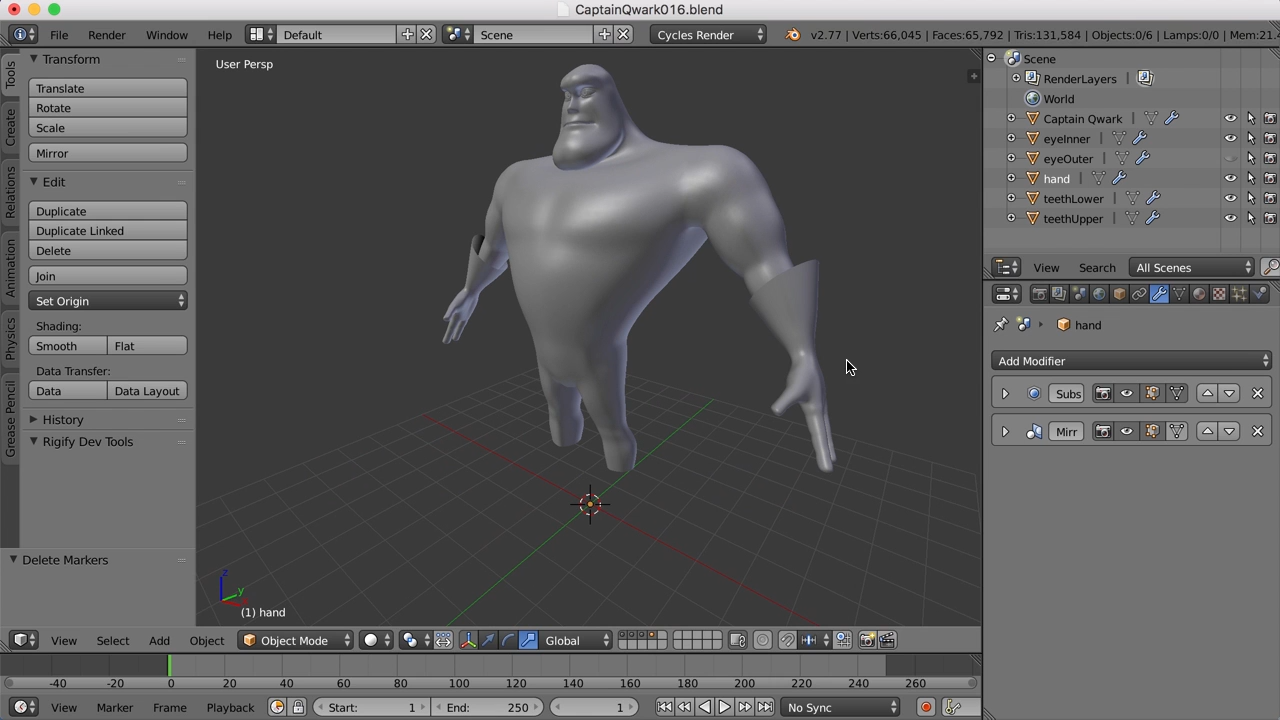 CaptainQwark016.blend
File Render Window Help Default Scene Cycles Render v2.77 | Verts:66,045 | Faces:65,792 | Tris:131,584 | Objects:0/6 | Lamps:0/0 | Mem:21.
Tools
Create
Relations
Animation
Physics
Grease Pencil
Transform
Translate
Rotate
Scale
Mirror
Edit
Duplicate
Duplicate Linked
Delete
Join
Set Origin
Shading:
Smooth Flat
Data Transfer:
Data Data Layout
History
Rigify Dev Tools
Delete Markers
User Persp
z
y
(1) hand
Scene
RenderLayers |
World
Captain Qwark |
eyeInner |
eyeOuter |
hand |
teethLower |
teethUpper |
View Search All Scenes
hand
Add Modifier
Subs
Mirr
View Select Add Object Object Mode Global
-40 -20 0 20 40 60 80 100 120 140 160 180 200 220 240 260
View Marker Frame Playback Start: 1 End: 250 1 No Sync